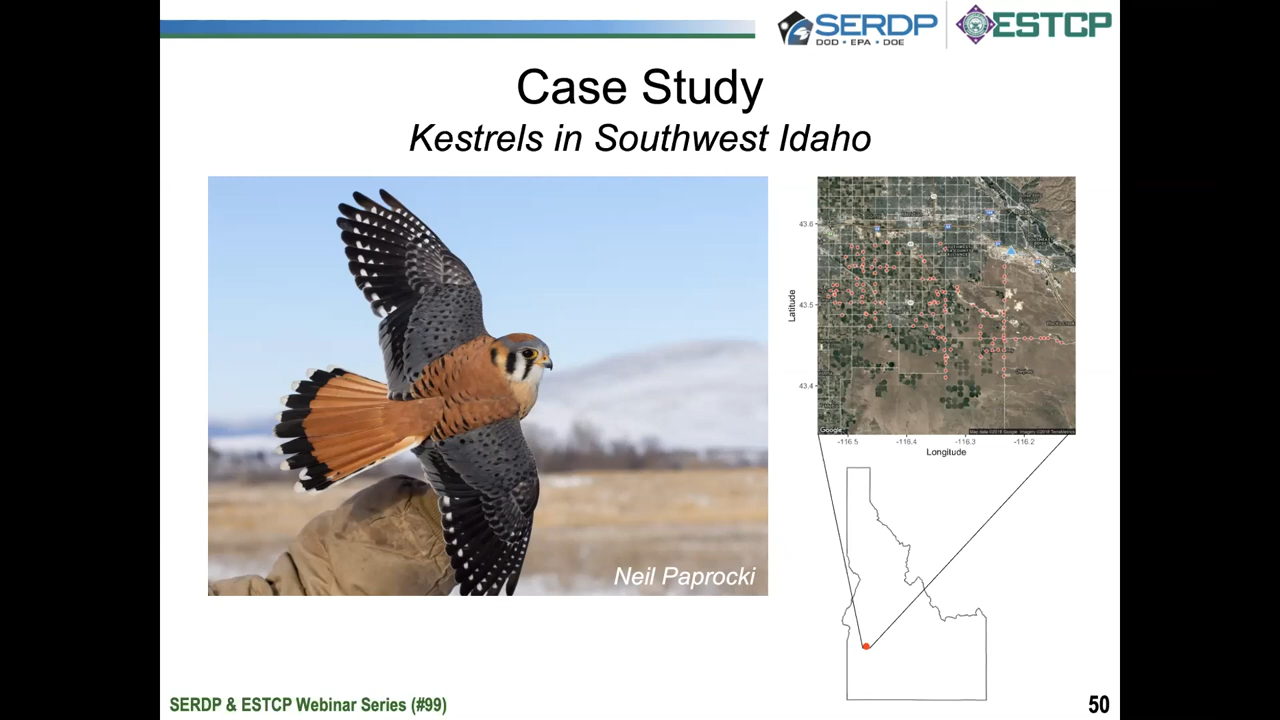 SERDP
DOD • EPA • DOE
ESTCP
Case Study
Kestrels in Southwest Idaho
Neil Paprocki
43.6
43.5
43.4
Latitude
Google
-116.5
-116.4
-116.3
-116.2
Longitude
SERDP & ESTCP Webinar Series (#99)
50